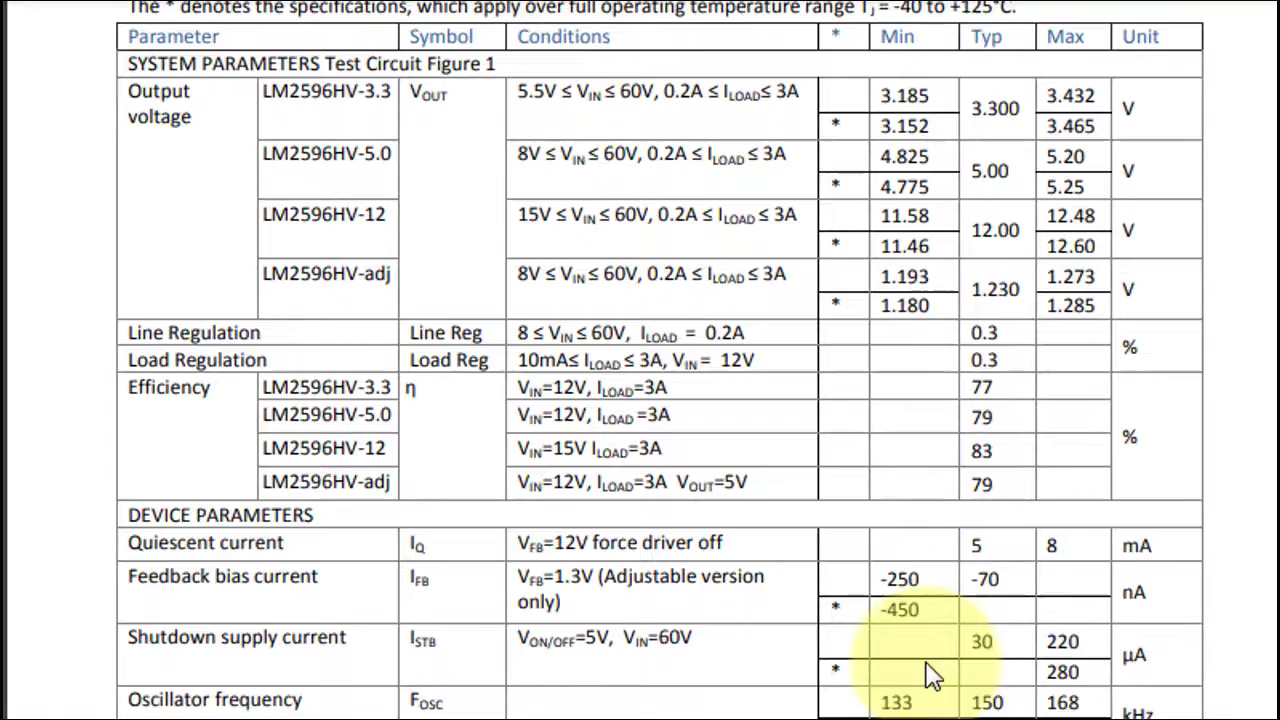 The * denotes the specifications, which apply over full operating temperature range TJ = -40 to +125°C.
Parameter Symbol Conditions * Min Typ Max Unit
SYSTEM PARAMETERS Test Circuit Figure 1
Output voltage LM2596HV-3.3 VOUT 5.5V ≤ VIN ≤ 60V, 0.2A ≤ ILOAD≤ 3A 3.185 3.300 3.432 V
* 3.152 3.465
LM2596HV-5.0 8V ≤ VIN ≤ 60V, 0.2A ≤ ILOAD ≤ 3A 4.825 5.00 5.20 V
* 4.775 5.25
LM2596HV-12 15V ≤ VIN ≤ 60V, 0.2A ≤ ILOAD ≤ 3A 11.58 12.00 12.48 V
* 11.46 12.60
LM2596HV-adj 8V ≤ VIN ≤ 60V, 0.2A ≤ ILOAD ≤ 3A 1.193 1.230 1.273 V
* 1.180 1.285
Line Regulation Line Reg 8 ≤ VIN ≤ 60V, ILOAD = 0.2A 0.3 %
Load Regulation Load Reg 10mA≤ ILOAD ≤ 3A, VIN = 12V 0.3
Efficiency LM2596HV-3.3 η VIN=12V, ILOAD=3A 77 %
LM2596HV-5.0 VIN=12V, ILOAD =3A 79
LM2596HV-12 VIN=15V ILOAD=3A 83
LM2596HV-adj VIN=12V, ILOAD=3A VOUT=5V 79
DEVICE PARAMETERS
Quiescent current IQ VFB=12V force driver off 5 8 mA
Feedback bias current IFB VFB=1.3V (Adjustable version only) -250 -70 nA
* -450
Shutdown supply current ISTB VON/OFF=5V, VIN=60V 30 220 µA
* 280
Oscillator frequency FOSC 133 150 168 kHz